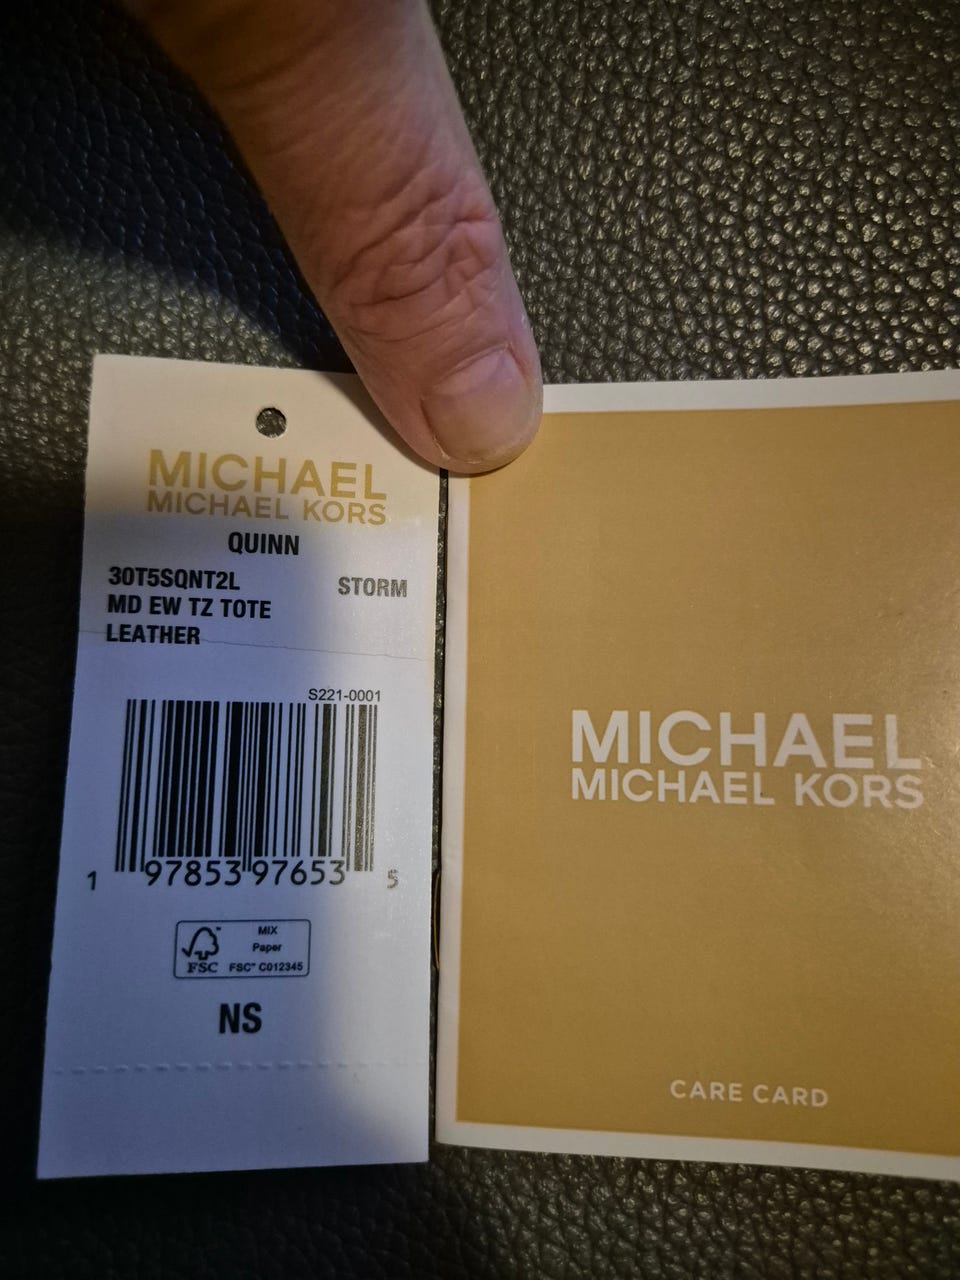 MICHAEL
MICHAEL KORS
QUINN
30T5SQNT2L STORM
MD EW TZ TOTE
LEATHER
S221-0001
1 97853 97653 5
FSC™
MIX
Paper
FSC™ C012345
NS
MICHAEL
MICHAEL KORS
CARE CARD